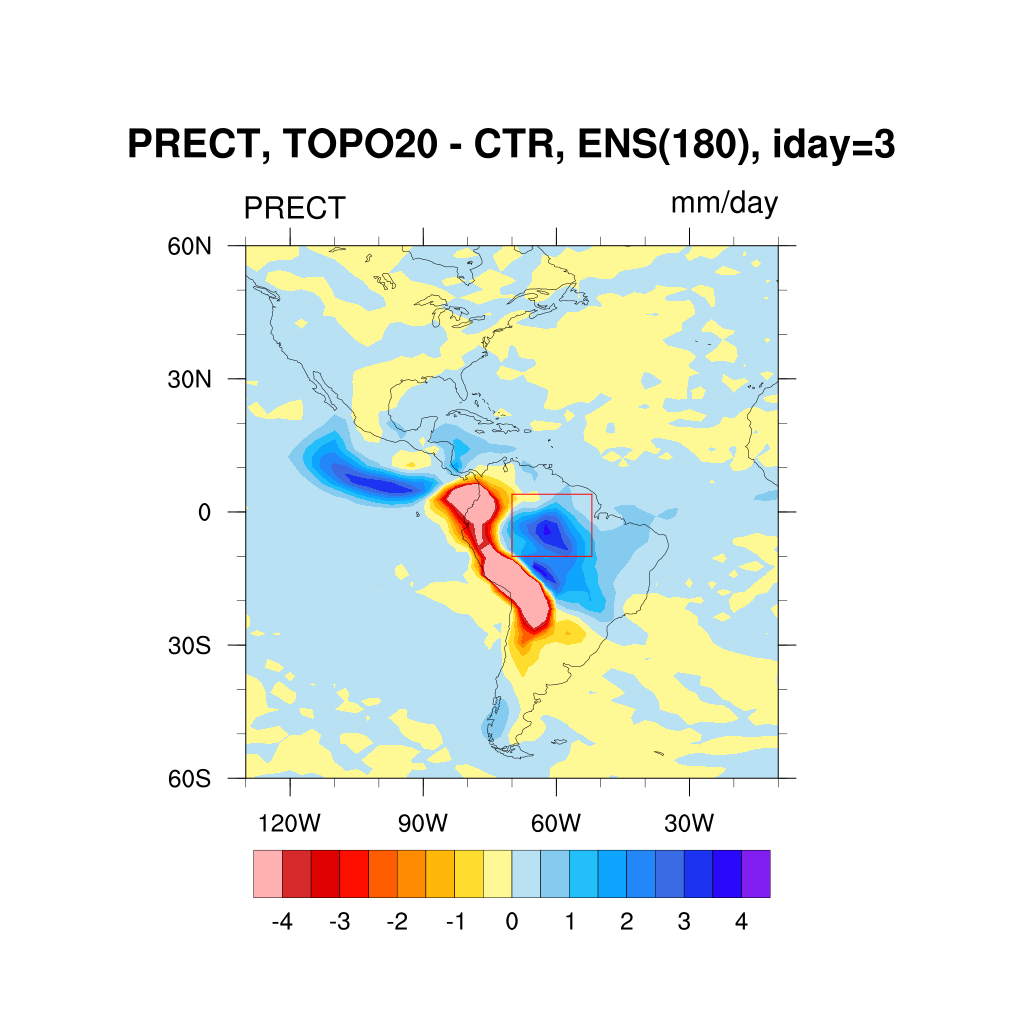 PRECT, TOPO20 - CTR, ENS(180), iday=3
PRECT mm/day
60N
30N
0
30S
60S
120W 90W 60W 30W
-4 -3 -2 -1 0 1 2 3 4